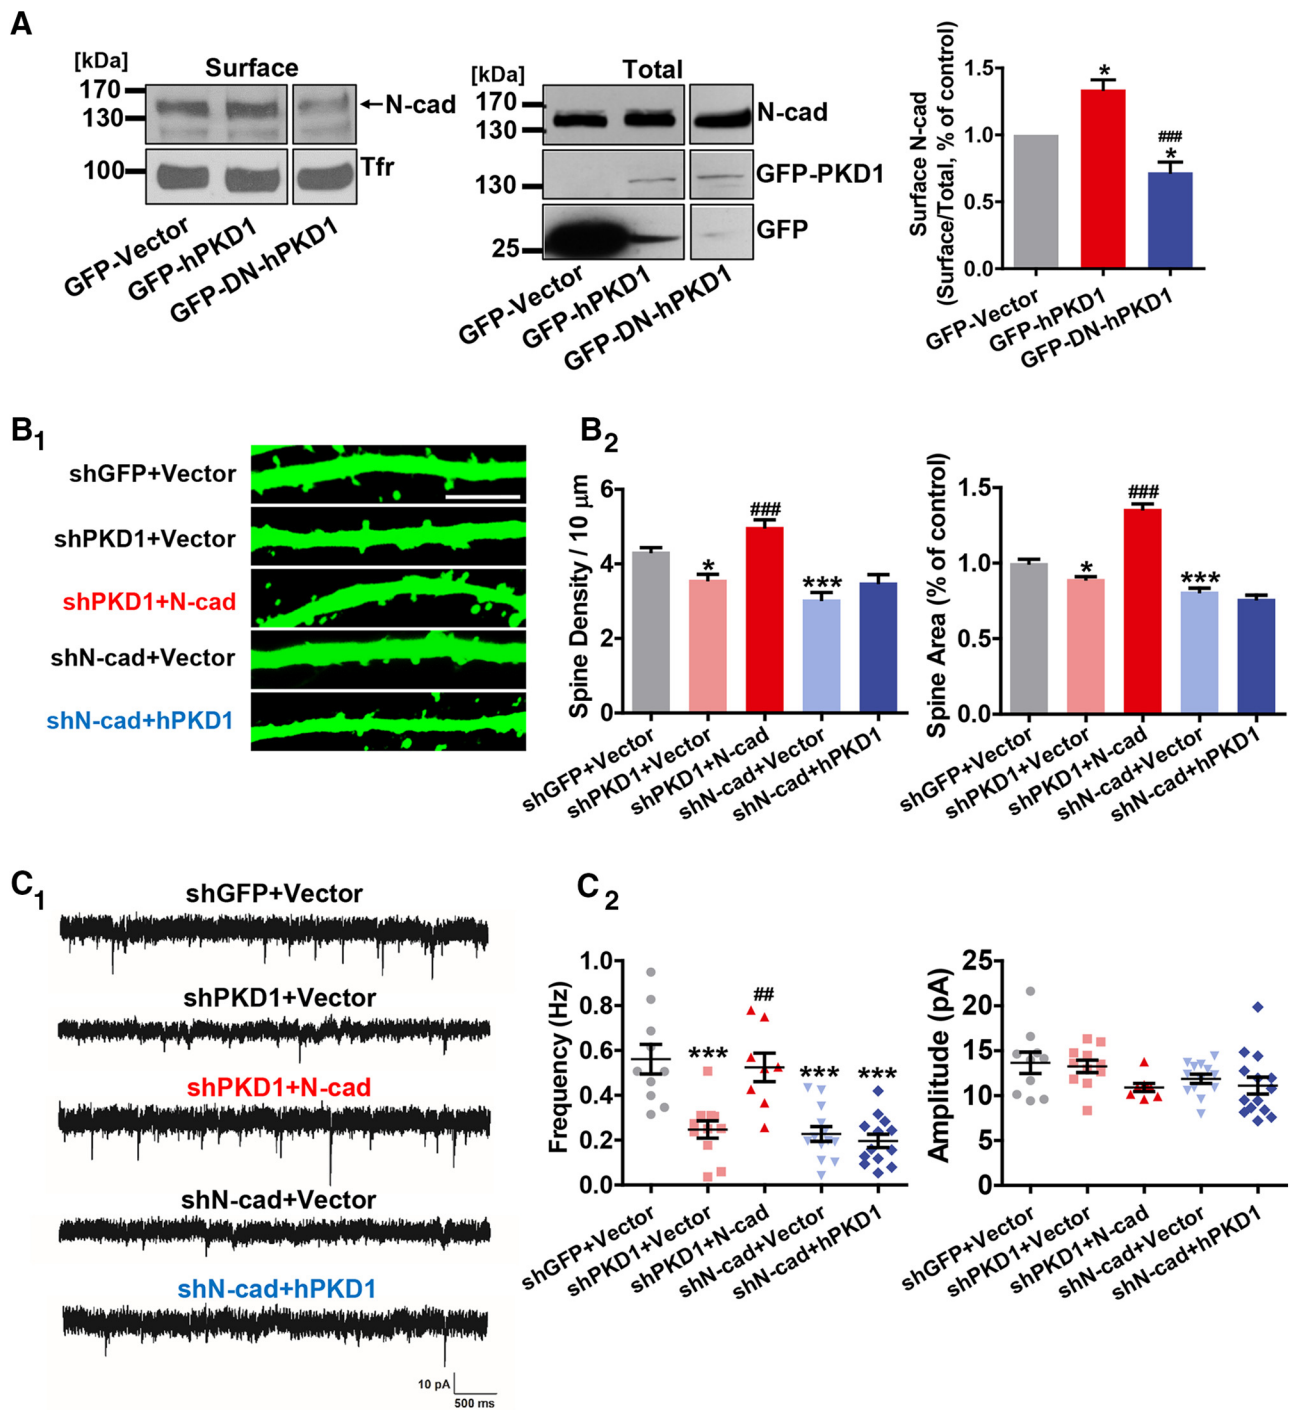 A
[kDa]
Surface
170
130
←N-cad
100
Tfr
GFP-Vector
GFP-hPKD1
GFP-DN-hPKD1
[kDa]
Total
170
130
N-cad
130
GFP-PKD1
25
GFP
GFP-Vector
GFP-hPKD1
GFP-DN-hPKD1
Surface N-cad
(Surface/Total, % of control)
1.5
1.0
0.5
0.0
*
###
*
GFP-Vector
GFP-hPKD1
GFP-DN-hPKD1
B1
shGFP+Vector
shPKD1+Vector
shPKD1+N-cad
shN-cad+Vector
shN-cad+hPKD1
B2
Spine Density / 10 μm
6
4
2
0
*
###
***
shGFP+Vector
shPKD1+Vector
shPKD1+N-cad
shN-cad+Vector
shN-cad+hPKD1
Spine Area (% of control)
1.5
1.0
0.5
0.0
*
###
***
shGFP+Vector
shPKD1+Vector
shPKD1+N-cad
shN-cad+Vector
shN-cad+hPKD1
C1
shGFP+Vector
shPKD1+Vector
shPKD1+N-cad
shN-cad+Vector
shN-cad+hPKD1
10 pA
500 ms
C2
Frequency (Hz)
1.0
0.8
0.6
0.4
0.2
0.0
***
##
***
***
shGFP+Vector
shPKD1+Vector
shPKD1+N-cad
shN-cad+Vector
shN-cad+hPKD1
Amplitude (pA)
25
20
15
10
5
0
shGFP+Vector
shPKD1+Vector
shPKD1+N-cad
shN-cad+Vector
shN-cad+hPKD1